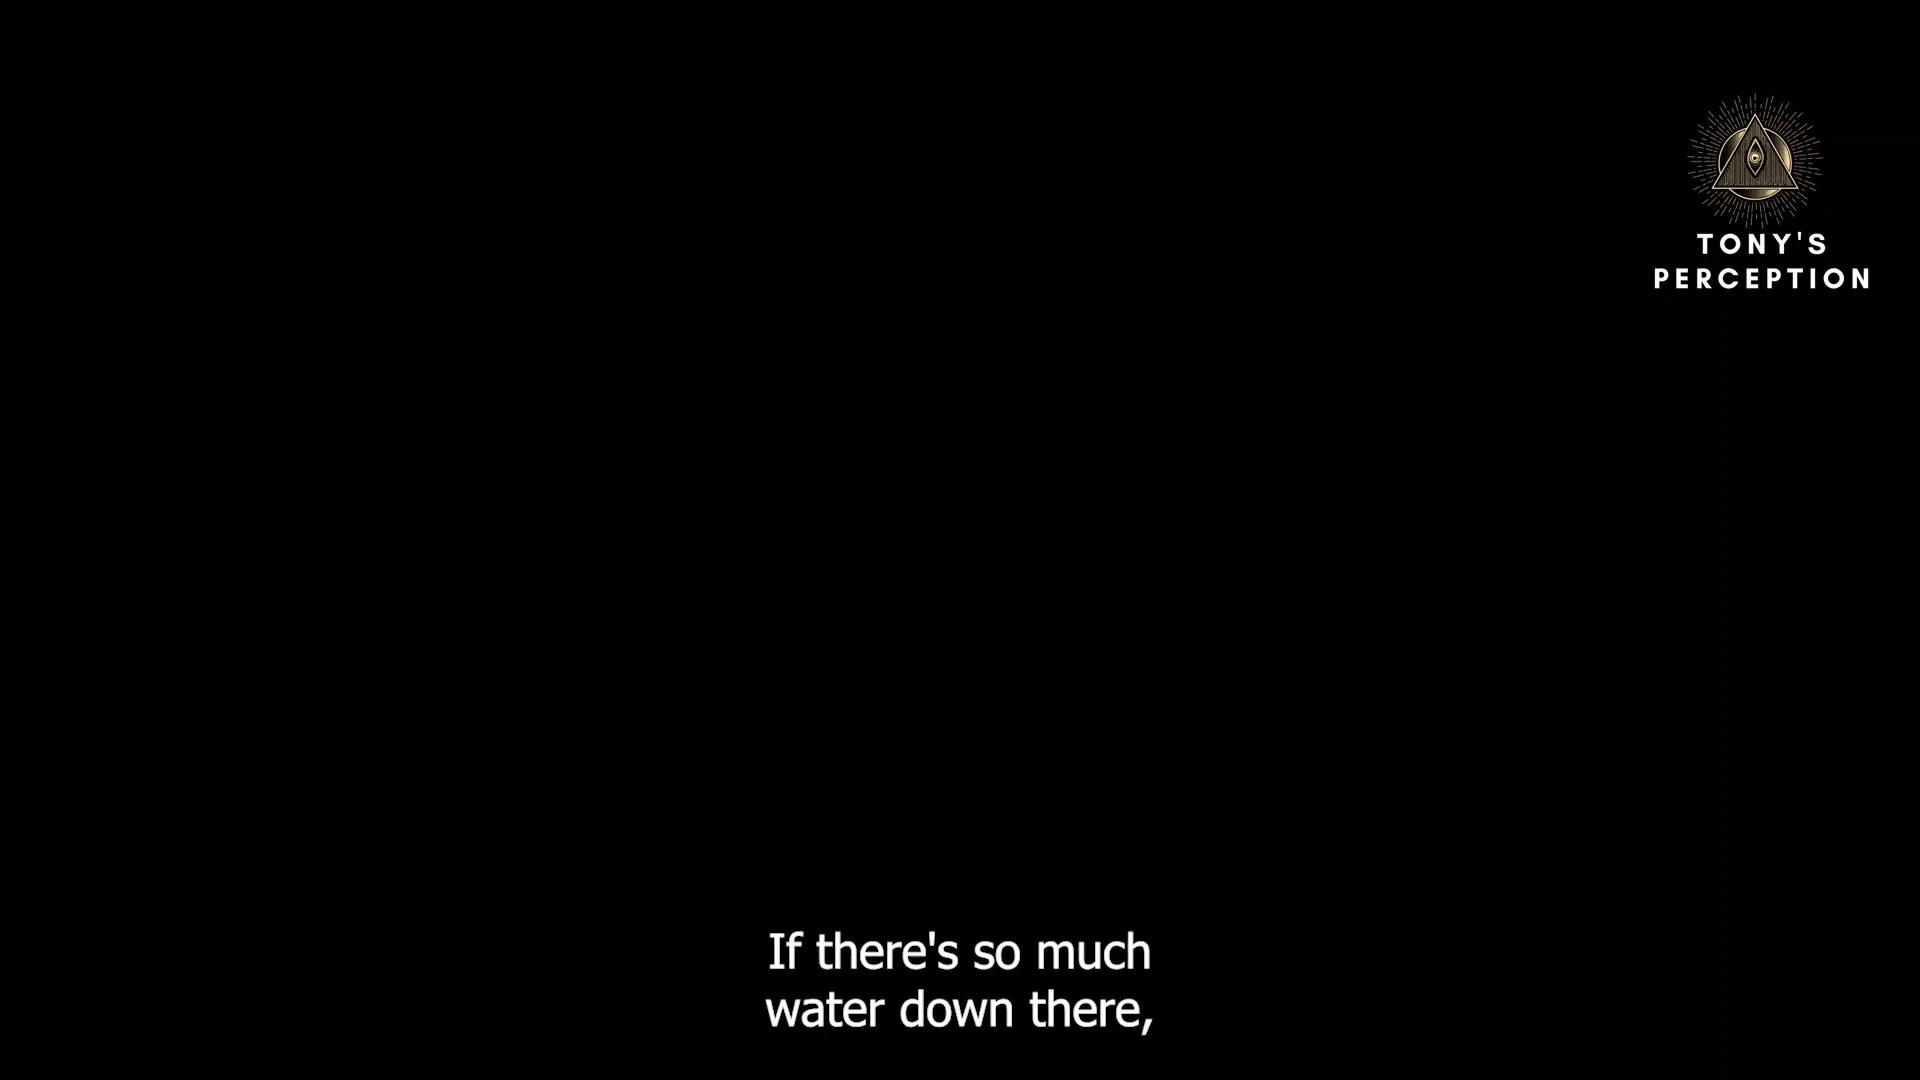 TONY'S
PERCEPTION
If there's so much
water down there,